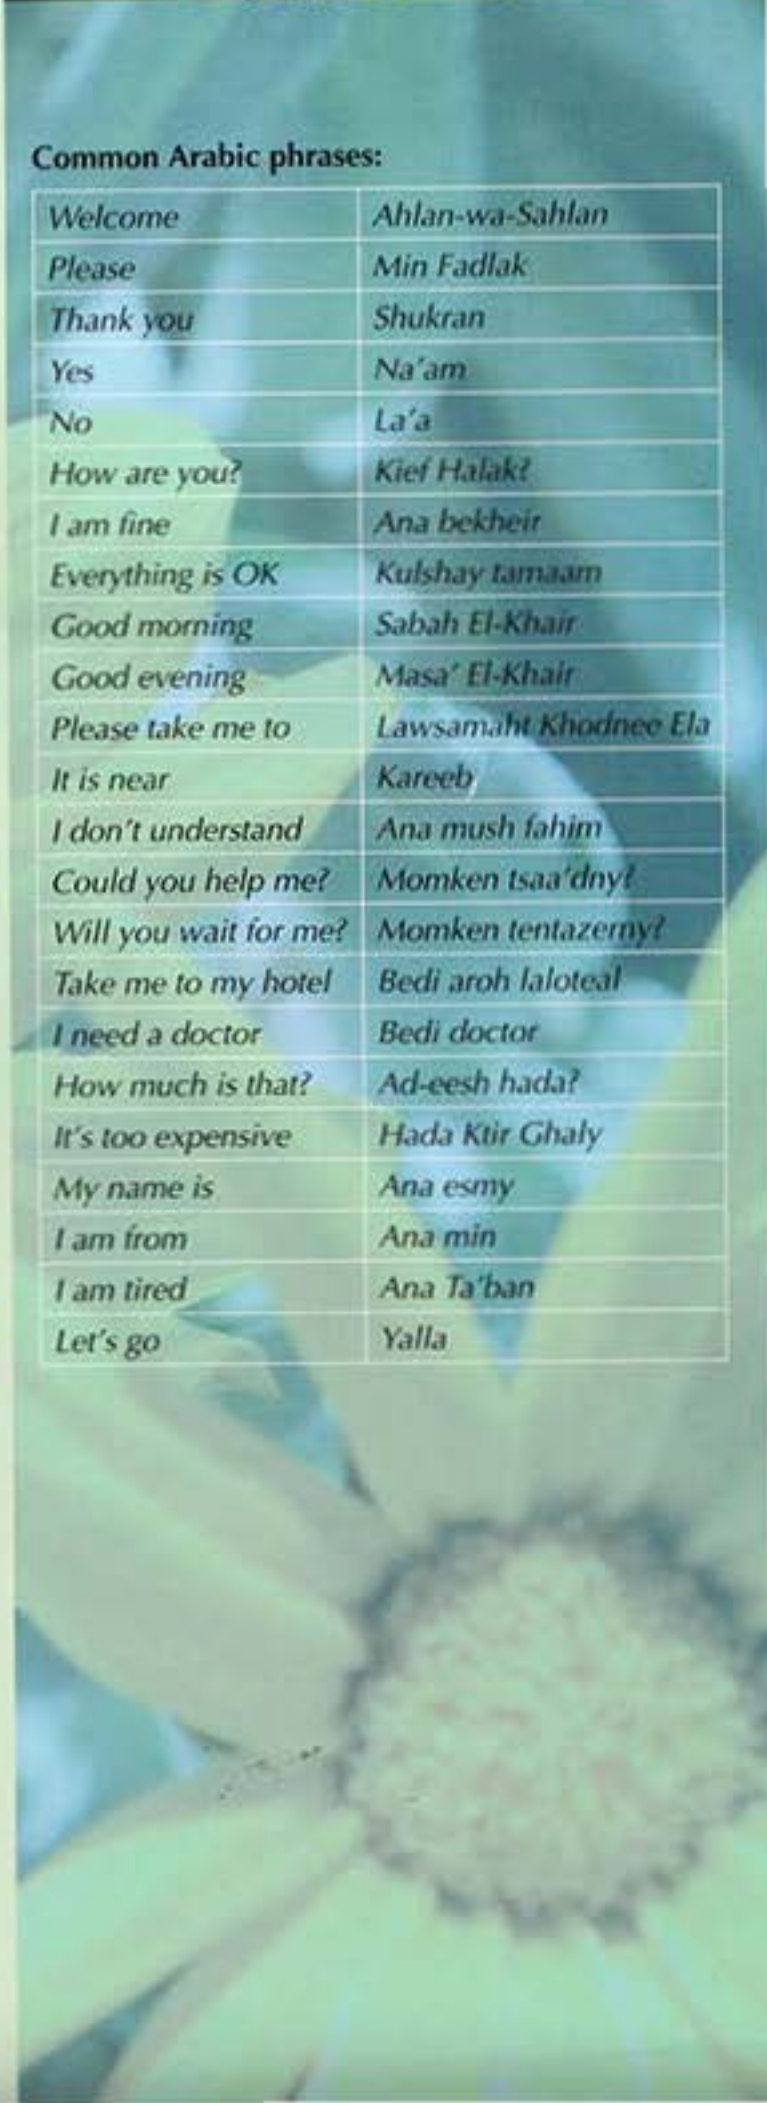 Common Arabic phrases:
Welcome Ahlan-wa-Sahlan
Please Min Fadlak
Thank you Shukran
Yes Na'am
No La'a
How are you? Kief Halak?
I am fine Ana bekheir
Everything is OK Kulshay tamaam
Good morning Sabah El-Khair
Good evening Masa' El-Khair
Please take me to Lawsamaht Khodnee Ela
It is near Kareeb
I don't understand Ana mush fahim
Could you help me? Momken tsaa'dny?
Will you wait for me? Momken tentazerny?
Take me to my hotel Bedi aroh laloteal
I need a doctor Bedi doctor
How much is that? Ad-eesh hada?
It's too expensive Hada Ktir Ghaly
My name is Ana esmy
I am from Ana min
I am tired Ana Ta'ban
Let's go Yalla